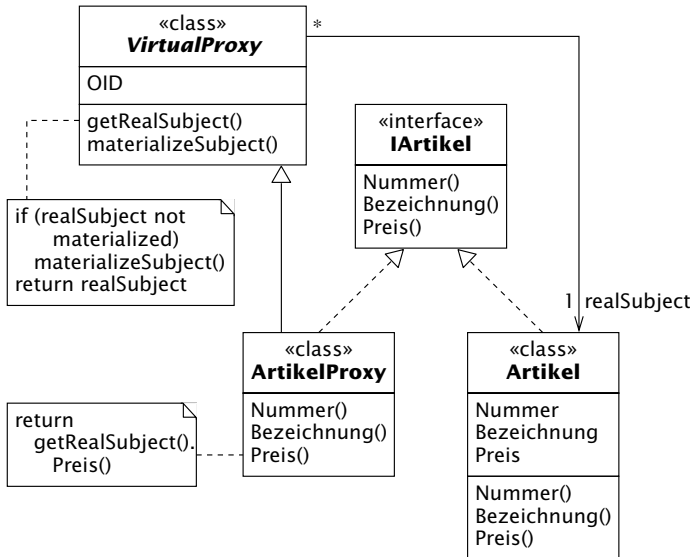 «class»
VirtualProxy
*
OID
getRealSubject()
materializeSubject()
«interface»
IArtikel
Nummer()
Bezeichnung()
Preis()
if (realSubject not
materialized)
materializeSubject()
return realSubject
1 realSubject
«class»
ArtikelProxy
Nummer()
Bezeichnung()
Preis()
«class»
Artikel
Nummer
Bezeichnung
Preis
Nummer()
Bezeichnung()
Preis()
return
getRealSubject().
Preis()